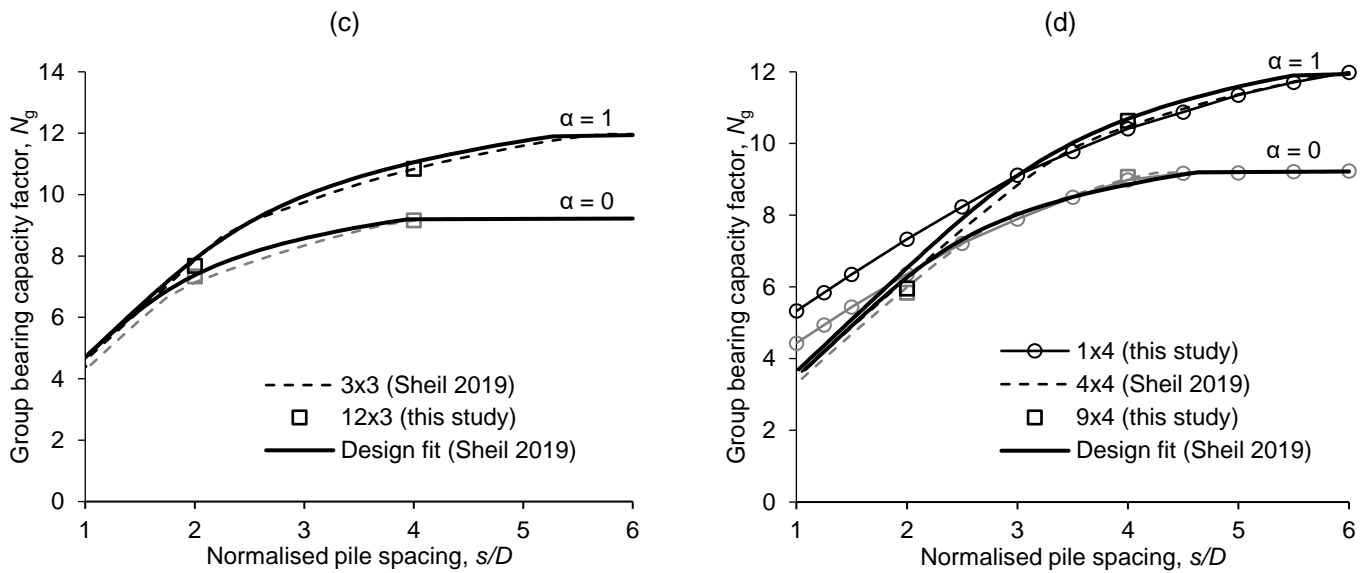 (c)
14
12
10
8
6
4
2
0
Group bearing capacity factor, Ng
α = 1
α = 0
3x3 (Sheil 2019)
12x3 (this study)
Design fit (Sheil 2019)
1 2 3 4 5 6
Normalised pile spacing, s/D
(d)
12
10
8
6
4
2
0
Group bearing capacity factor, Ng
α = 1
α = 0
1x4 (this study)
4x4 (Sheil 2019)
9x4 (this study)
Design fit (Sheil 2019)
1 2 3 4 5 6
Normalised pile spacing, s/D